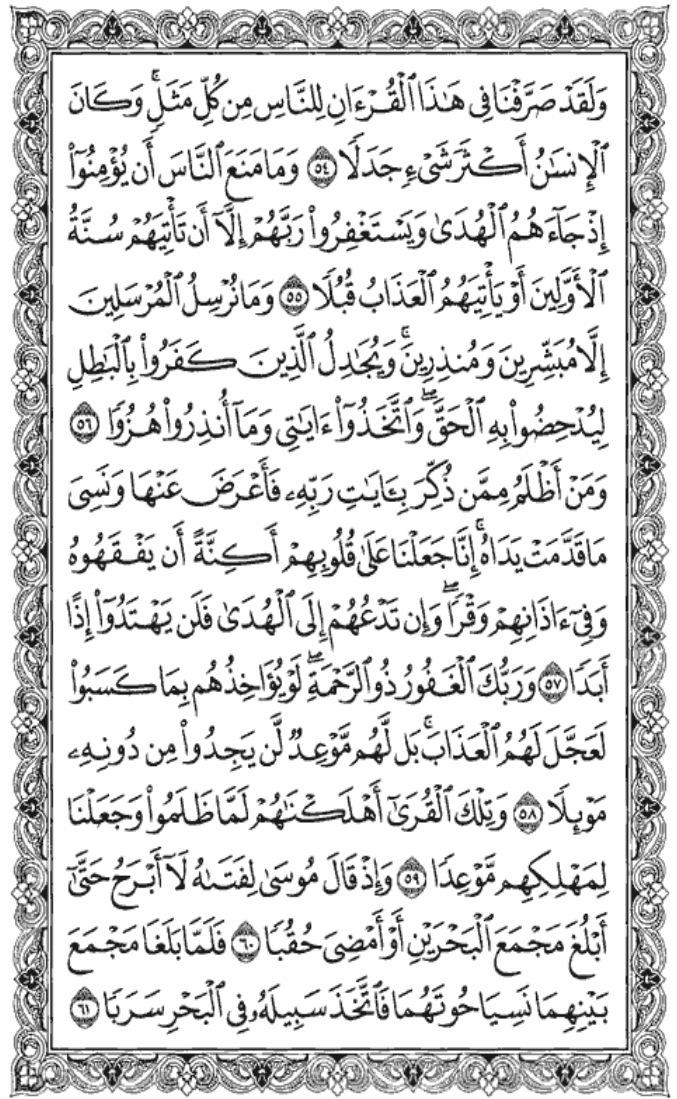 وَلَقَدْ صَرَّفْنَا فِى هَـٰذَا ٱلْقُرْءَانِ لِلنَّاسِ مِن كُلِّ مَثَلٍۢ ۚ وَكَانَ
ٱلْإِنسَـٰنُ أَكْثَرَ شَىْءٍۢ جَدَلًۭا ٥٤ وَمَا مَنَعَ ٱلنَّاسَ أَن يُؤْمِنُوٓا۟
إِذْ جَآءَهُمُ ٱلْهُدَىٰ وَيَسْتَغْفِرُوا۟ رَبَّهُمْ إِلَّآ أَن تَأْتِيَهُمْ سُنَّةُ
ٱلْأَوَّلِينَ أَوْ يَأْتِيَهُمُ ٱلْعَذَابُ قُبُلًۭا ٥٥ وَمَا نُرْسِلُ ٱلْمُرْسَلِينَ
إِلَّا مُبَشِّرِينَ وَمُنذِرِينَ ۚ وَيُجَـٰدِلُ ٱلَّذِينَ كَفَرُوا۟ بِٱلْبَـٰطِلِ
لِيُدْحِضُوا۟ بِهِ ٱلْحَقَّ ۖ وَٱتَّخَذُوٓا۟ ءَايَـٰتِى وَمَآ أُنذِرُوا۟ هُزُوًۭا ٥٦
وَمَنْ أَظْلَمُ مِمَّن ذُكِّرَ بِـَٔايَـٰتِ رَبِّهِۦ فَأَعْرَضَ عَنْهَا وَنَسِىَ
مَا قَدَّمَتْ يَدَاهُ ۚ إِنَّا جَعَلْنَا عَلَىٰ قُلُوبِهِمْ أَكِنَّةً أَن يَفْقَهُوهُ
وَفِىٓ ءَاذَانِهِمْ وَقْرًۭا ۖ وَإِن تَدْعُهُمْ إِلَى ٱلْهُدَىٰ فَلَن يَهْتَدُوٓا۟ إِذًا
أَبَدًۭا ٥٧ وَرَبُّكَ ٱلْغَفُورُ ذُو ٱلرَّحْمَةِ ۖ لَوْ يُؤَاخِذُهُم بِمَا كَسَبُوا۟
لَعَجَّلَ لَهُمُ ٱلْعَذَابَ ۚ بَل لَّهُم مَّوْعِدٌۭ لَّن يَجِدُوا۟ مِن دُونِهِۦ
مَوْئِلًۭا ٥٨ وَتِلْكَ ٱلْقُرَىٰٓ أَهْلَكْنَـٰهُمْ لَمَّا ظَلَمُوا۟ وَجَعَلْنَا
لِمَهْلِكِهِم مَّوْعِدًۭا ٥٩ وَإِذْ قَالَ مُوسَىٰ لِفَتَىٰهُ لَآ أَبْرَحُ حَتَّىٰٓ
أَبْلُغَ مَجْمَعَ ٱلْبَحْرَيْنِ أَوْ أَمْضِىَ حُقُبًۭا ٦٠ فَلَمَّا بَلَغَا مَجْمَعَ
بَيْنِهِمَا نَسِيَا حُوتَهُمَا فَٱتَّخَذَ سَبِيلَهُۥ فِى ٱلْبَحْرِ سَرَبًۭا ٦١